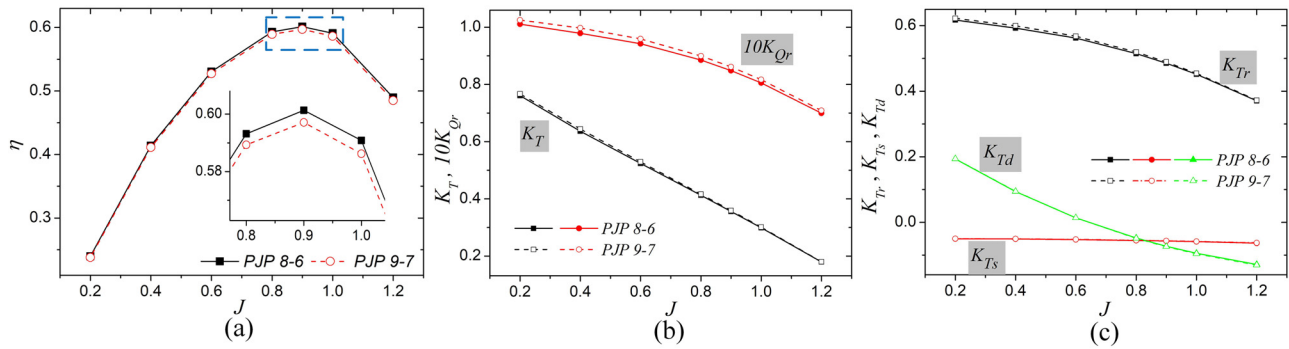 0.6
0.5
0.4
0.3
η
0.60
0.58
0.8 0.9 1.0
PJP 8-6 PJP 9-7
0.2 0.4 0.6 0.8 1.0 1.2
J
(a)
1.0
0.8
0.6
0.4
0.2
K_T , 10K_Qr
10K_Qr
K_T
PJP 8-6
PJP 9-7
0.2 0.4 0.6 0.8 1.0 1.2
J
(b)
0.6
0.4
0.2
0.0
K_Tr , K_Ts , K_Td
K_Tr
K_Td
PJP 8-6
PJP 9-7
K_Ts
0.2 0.4 0.6 0.8 1.0 1.2
J
(c)